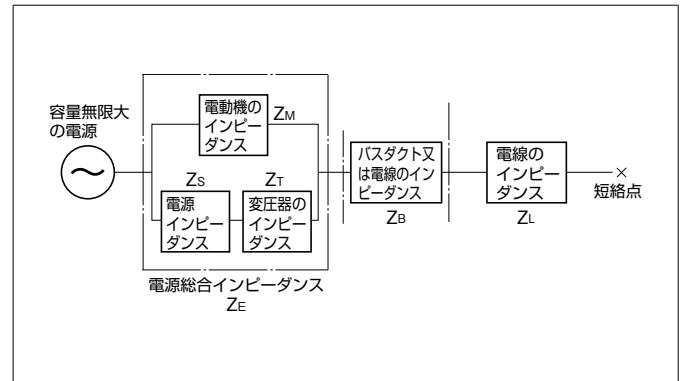 容量無限大
の電源
電動機の
インピー
ダンス
ZM
ZS
電源
インピー
ダンス
ZT
変圧器の
インピー
ダンス
電源総合インピーダンス
ZE
バスダクト又
は電線のイン
ピーダンス
ZB
電線の
インピー
ダンス
ZL
×
短絡点